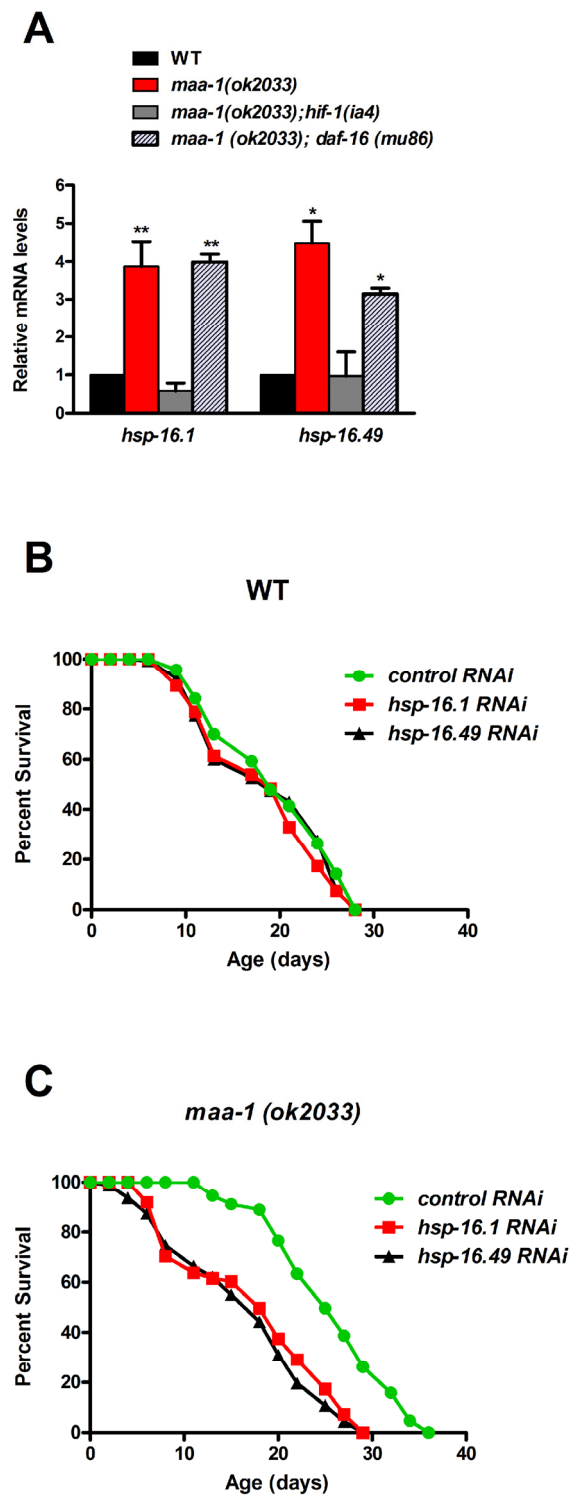 A
WT
maa-1(ok2033)
maa-1(ok2033);hif-1(ia4)
maa-1 (ok2033); daf-16 (mu86)
Relative mRNA levels
6
5
4
3
2
1
0
**
**
*
*
hsp-16.1
hsp-16.49
B
WT
Percent Survival
100
80
60
40
20
0
control RNAi
hsp-16.1 RNAi
hsp-16.49 RNAi
0 10 20 30 40
Age (days)
C
maa-1 (ok2033)
Percent Survival
100
80
60
40
20
0
control RNAi
hsp-16.1 RNAi
hsp-16.49 RNAi
0 10 20 30 40
Age (days)